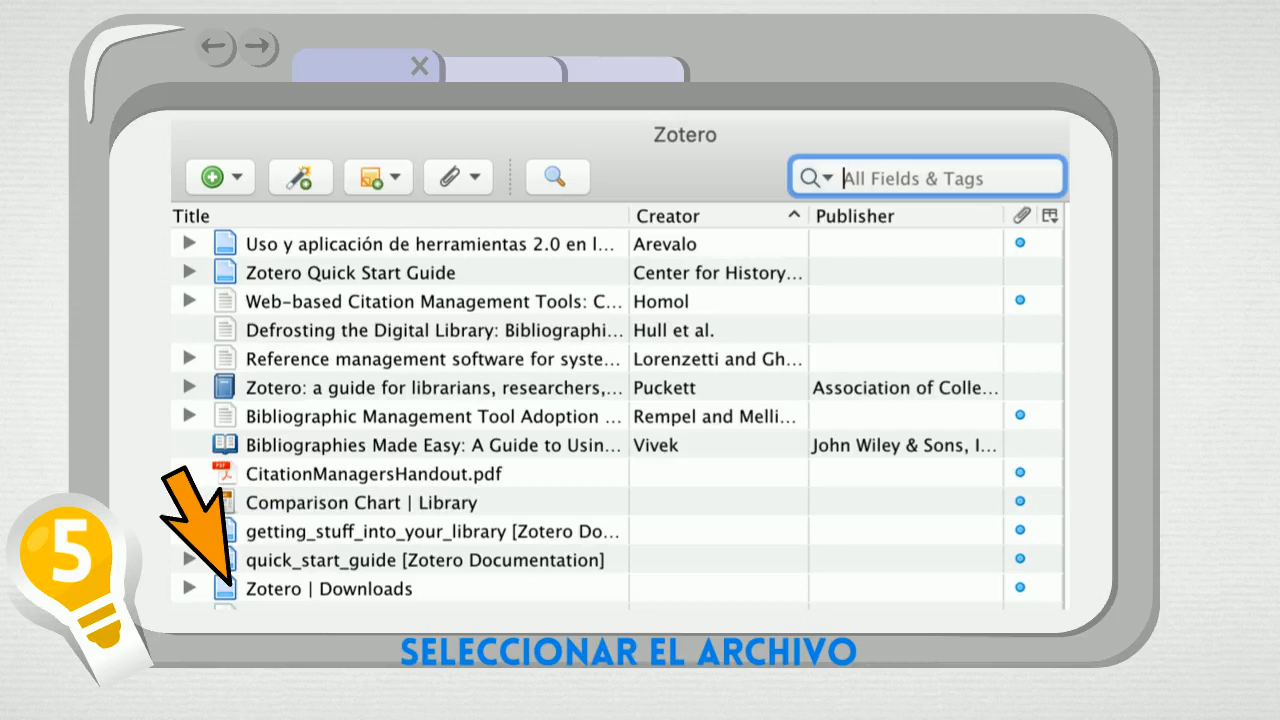 Zotero
All Fields & Tags
Title Creator Publisher
Uso y aplicación de herramientas 2.0 en l... Arevalo
Zotero Quick Start Guide Center for History...
Web-based Citation Management Tools: C... Homol
Defrosting the Digital Library: Bibliographi... Hull et al.
Reference management software for syste... Lorenzetti and Gh...
Zotero: a guide for librarians, researchers,... Puckett Association of Colle...
Bibliographic Management Tool Adoption ... Rempel and Melli...
Bibliographies Made Easy: A Guide to Usin... Vivek John Wiley & Sons, I...
CitationManagersHandout.pdf
Comparison Chart | Library
getting_stuff_into_your_library [Zotero Do...
quick_start_guide [Zotero Documentation]
Zotero | Downloads
5
SELECCIONAR EL ARCHIVO